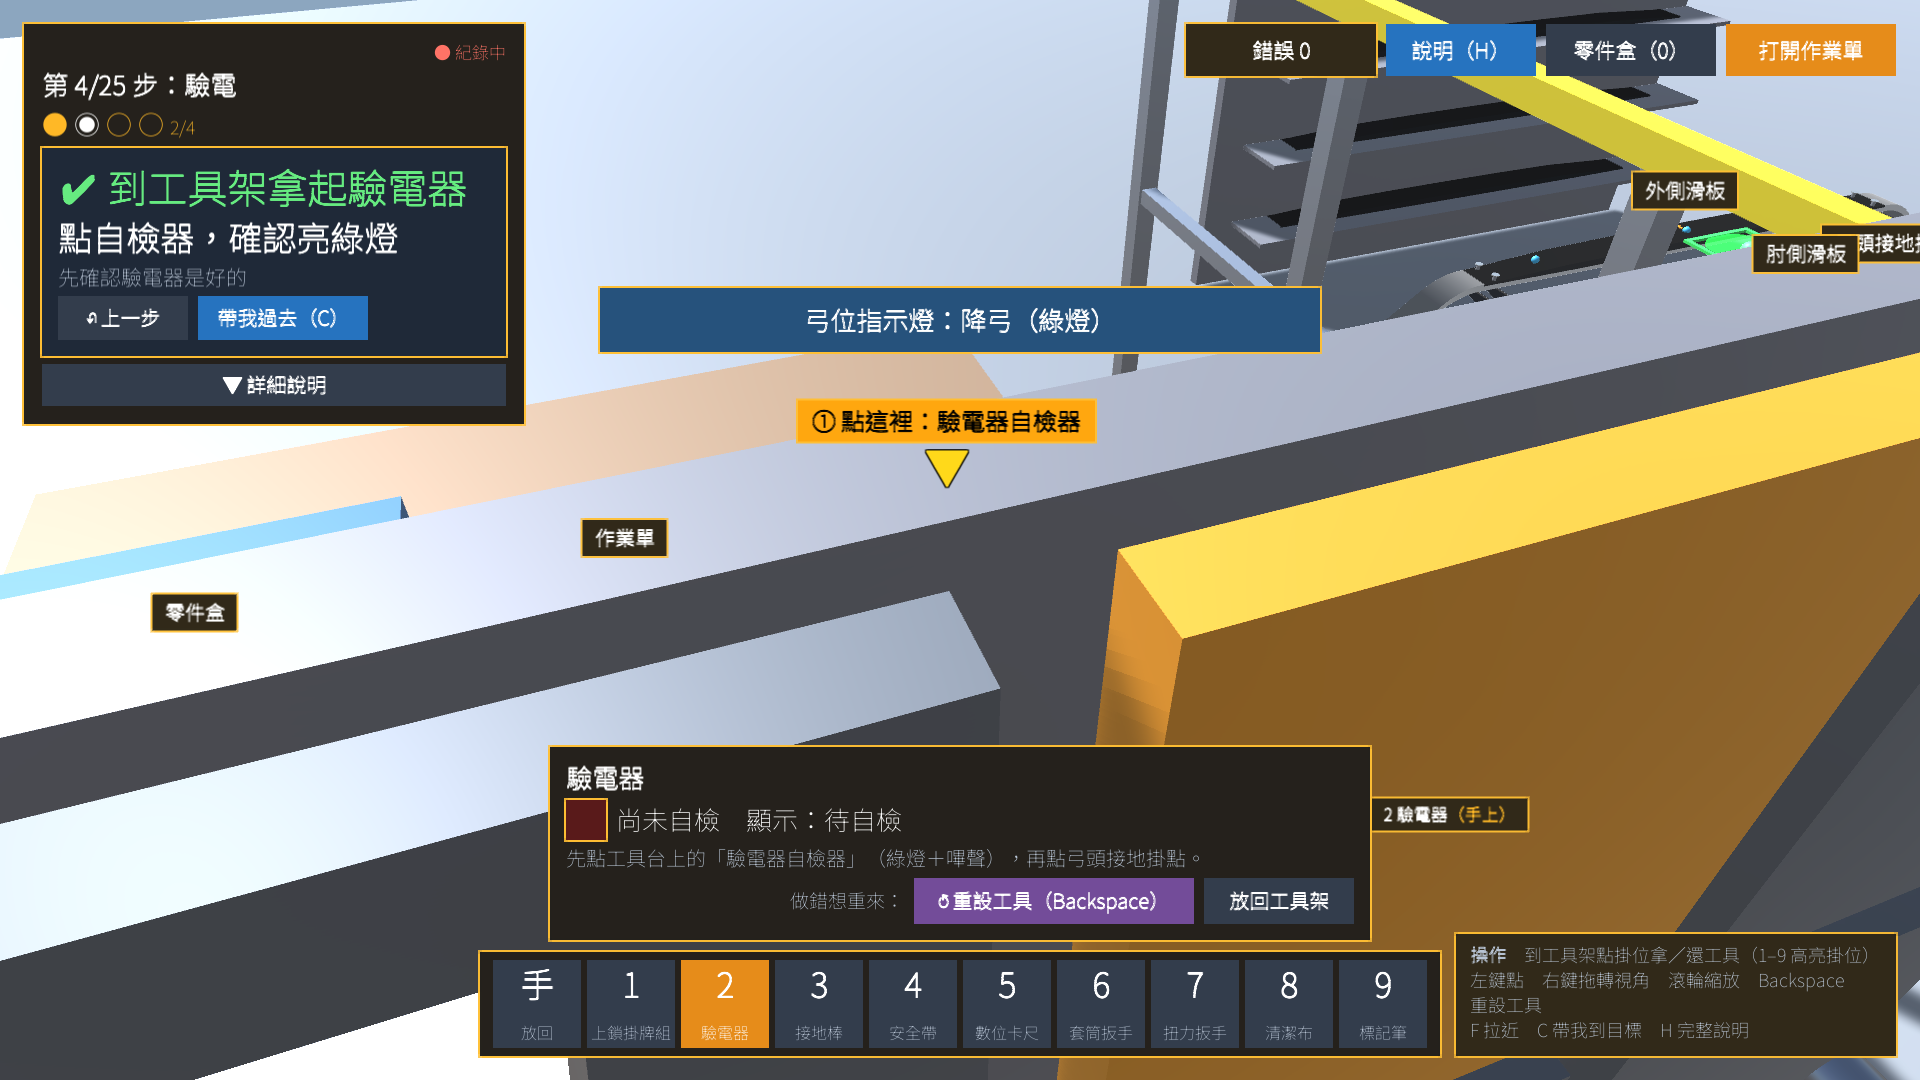 紀錄中
第 4/25 步：驗電
2/4
✔ 到工具架拿起驗電器
點自檢器，確認亮綠燈
先確認驗電器是好的
↶上一步
帶我過去（C）
▼詳細說明
錯誤 0
說明（H）
零件盒（0）
打開作業單
外側滑板
肘側滑板
頭接地掛
弓位指示燈：降弓（綠燈）
① 點這裡：驗電器自檢器
作業單
零件盒
驗電器
尚未自檢　顯示：待自檢
先點工具台上的「驗電器自檢器」（綠燈＋嗶聲），再點弓頭接地掛點。
做錯想重來：
↺重設工具（Backspace）
放回工具架
2 驗電器（手上）
手 放回
1 上鎖掛牌組
2 驗電器
3 接地棒
4 安全帶
5 數位卡尺
6 套筒扳手
7 扭力扳手
8 清潔布
9 標記筆
操作　到工具架點掛位拿／還工具（1–9 高亮掛位）
左鍵點　右鍵拖轉視角　滾輪縮放　Backspace
重設工具
F 拉近　C 帶我到目標　H 完整說明